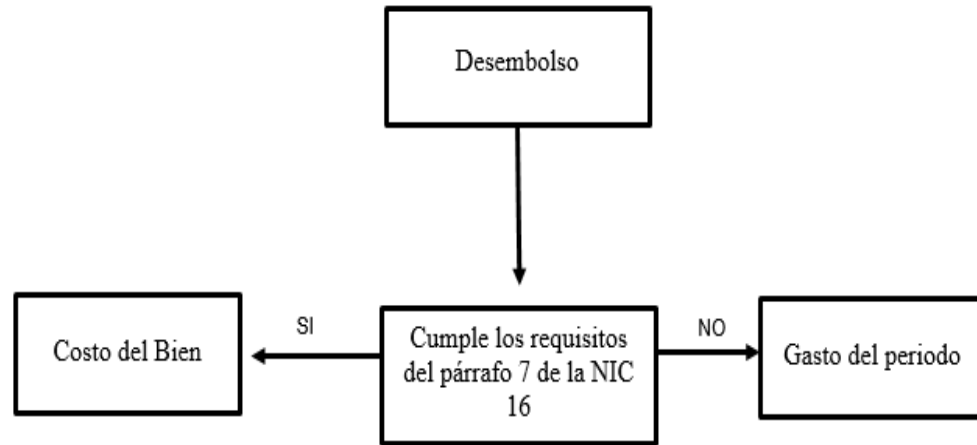 Desembolso
Costo del Bien
SI
Cumple los requisitos
del párrafo 7 de la NIC
16
NO
Gasto del periodo